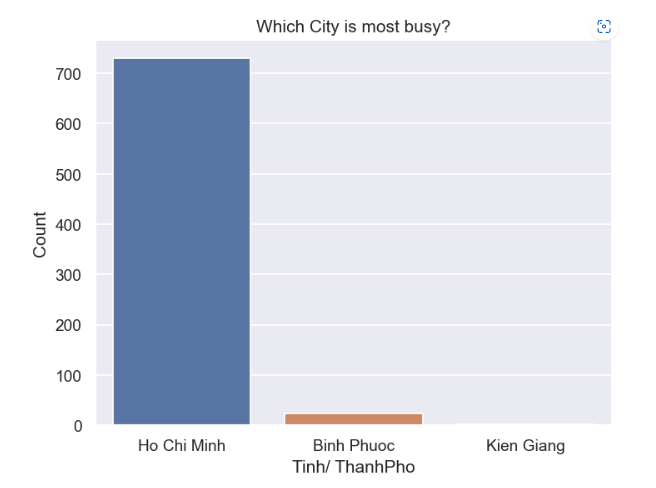 Which City is most busy?
700
600
500
400
300
200
100
0
Count
Ho Chi Minh
Binh Phuoc
Kien Giang
Tinh/ ThanhPho